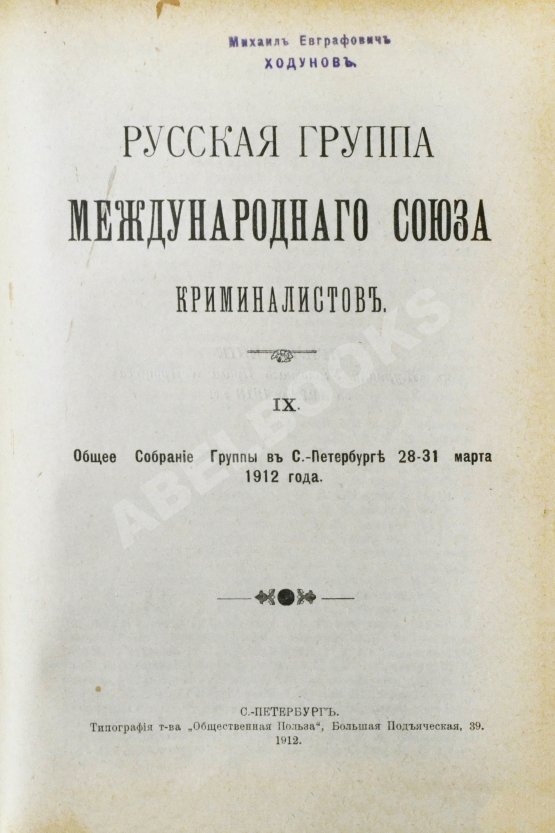 Михаилъ Евграфовичъ
ХОДУНОВЪ.
РУССКАЯ ГРУППА
МЕЖДУНАРОДНАГО СОЮЗА
КРИМИНАЛИСТОВЪ.
IX.
Общее Собраніе Группы въ С.-Петербургѣ 28-31 марта
1912 года.
ABELBOOKS
С.-ПЕТЕРБУРГЪ.
Типографія т-ва „Общественная Польза“, Большая Подъяческая, 39.
1912.